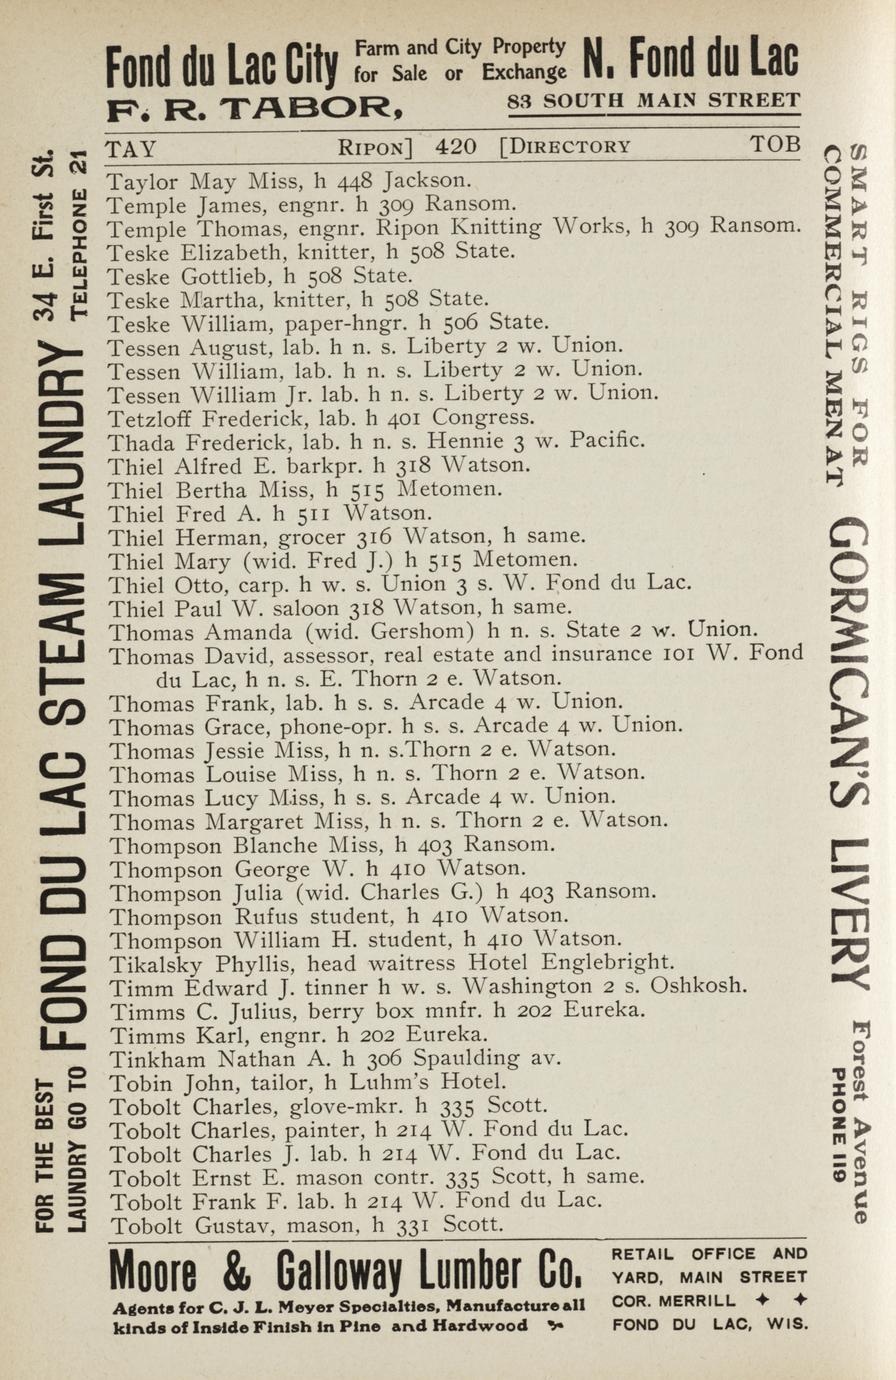 Fond du Lac City Farm and City Property for Sale or Exchange N. Fond du Lac
F. R. TABOR, 83 SOUTH MAIN STREET
TAY RIPON] 420 [DIRECTORY TOB
Taylor May Miss, h 448 Jackson.
Temple James, engnr. h 309 Ransom.
Temple Thomas, engnr. Ripon Knitting Works, h 309 Ransom.
Teske Elizabeth, knitter, h 508 State.
Teske Gottlieb, h 508 State.
Teske Martha, knitter, h 508 State.
Teske William, paper-hngr. h 506 State.
Tessen August, lab. h n. s. Liberty 2 w. Union.
Tessen William, lab. h n. s. Liberty 2 w. Union.
Tessen William Jr. lab. h n. s. Liberty 2 w. Union.
Tetzloff Frederick, lab. h 401 Congress.
Thada Frederick, lab. h n. s. Hennie 3 w. Pacific.
Thiel Alfred E. barkpr. h 318 Watson.
Thiel Bertha Miss, h 515 Metomen.
Thiel Fred A. h 511 Watson.
Thiel Herman, grocer 316 Watson, h same.
Thiel Mary (wid. Fred J.) h 515 Metomen.
Thiel Otto, carp. h w. s. Union 3 s. W. Fond du Lac.
Thiel Paul W. saloon 318 Watson, h same.
Thomas Amanda (wid. Gershom) h n. s. State 2 w. Union.
Thomas David, assessor, real estate and insurance 101 W. Fond
du Lac, h n. s. E. Thorn 2 e. Watson.
Thomas Frank, lab. h s. s. Arcade 4 w. Union.
Thomas Grace, phone-opr. h s. s. Arcade 4 w. Union.
Thomas Jessie Miss, h n. s.Thorn 2 e. Watson.
Thomas Louise Miss, h n. s. Thorn 2 e. Watson.
Thomas Lucy Miss, h s. s. Arcade 4 w. Union.
Thomas Margaret Miss, h n. s. Thorn 2 e. Watson.
Thompson Blanche Miss, h 403 Ransom.
Thompson George W. h 410 Watson.
Thompson Julia (wid. Charles G.) h 403 Ransom.
Thompson Rufus student, h 410 Watson.
Thompson William H. student, h 410 Watson.
Tikalsky Phyllis, head waitress Hotel Englebright.
Timm Edward J. tinner h w. s. Washington 2 s. Oshkosh.
Timms C. Julius, berry box mnfr. h 202 Eureka.
Timms Karl, engnr. h 202 Eureka.
Tinkham Nathan A. h 306 Spaulding av.
Tobin John, tailor, h Luhm's Hotel.
Tobolt Charles, glove-mkr. h 335 Scott.
Tobolt Charles, painter, h 214 W. Fond du Lac.
Tobolt Charles J. lab. h 214 W. Fond du Lac.
Tobolt Ernst E. mason contr. 335 Scott, h same.
Tobolt Frank F. lab. h 214 W. Fond du Lac.
Tobolt Gustav, mason, h 331 Scott.
Moore & Galloway Lumber Co.
Agents for C. J. L. Meyer Specialties, Manufacture all
kinds of Inside Finish in Pine and Hardwood
RETAIL OFFICE AND
YARD, MAIN STREET
COR. MERRILL
FOND DU LAC, WIS.
FOR THE BEST
LAUNDRY GO TO
FOND DU LAC STEAM LAUNDRY
34 E. First St.
TELEPHONE 21
SMART RIGS FOR
COMMERCIAL MEN AT
GORMICAN'S LIVERY
Forest Avenue
PHONE 119